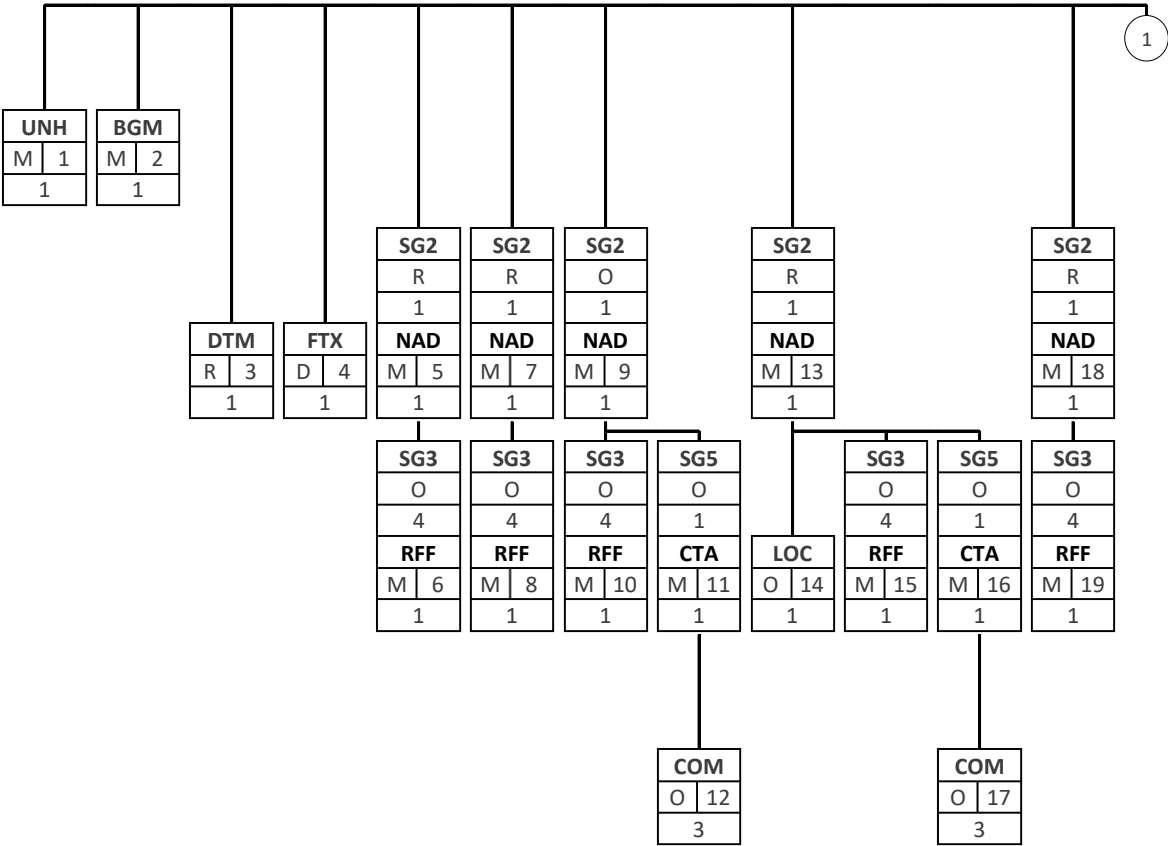 1
UNH BGM
M 1 M 2
1 1
SG2 SG2 SG2 SG2 SG2
R R O R R
1 1 1 1 1
DTM FTX NAD NAD NAD NAD NAD
R 3 D 4 M 5 M 7 M 9 M 13 M 18
1 1 1 1 1 1 1
SG3 SG3 SG3 SG5 SG3 SG5 SG3
O O O O O O O
4 4 4 1 4 1 4
RFF RFF RFF CTA LOC RFF CTA RFF
M 6 M 8 M 10 M 11 O 14 M 15 M 16 M 19
1 1 1 1 1 1 1 1
COM COM
O 12 O 17
3 3